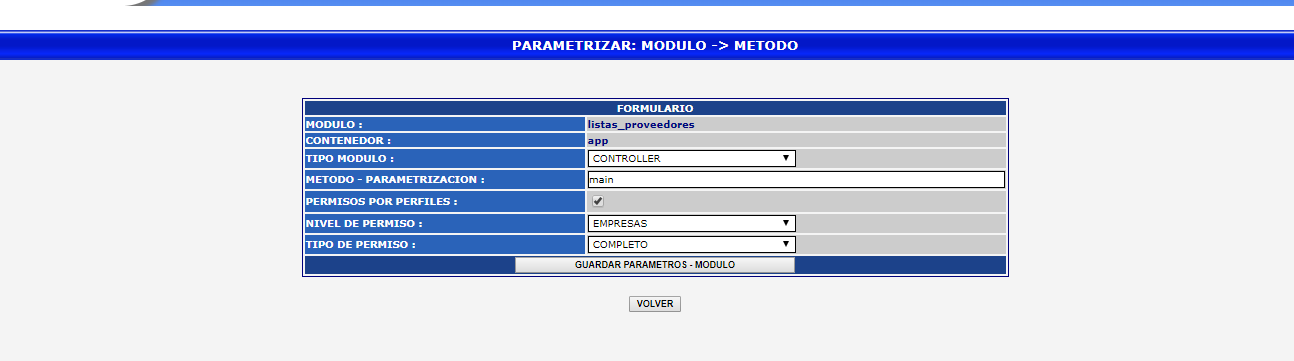 PARAMETRIZAR: MODULO -> METODO
FORMULARIO
MODULO : listas_proveedores
CONTENEDOR : app
TIPO MODULO : CONTROLLER
METODO - PARAMETRIZACION : main
PERMISOS POR PERFILES :
NIVEL DE PERMISO : EMPRESAS
TIPO DE PERMISO : COMPLETO
GUARDAR PARAMETROS - MODULO
VOLVER